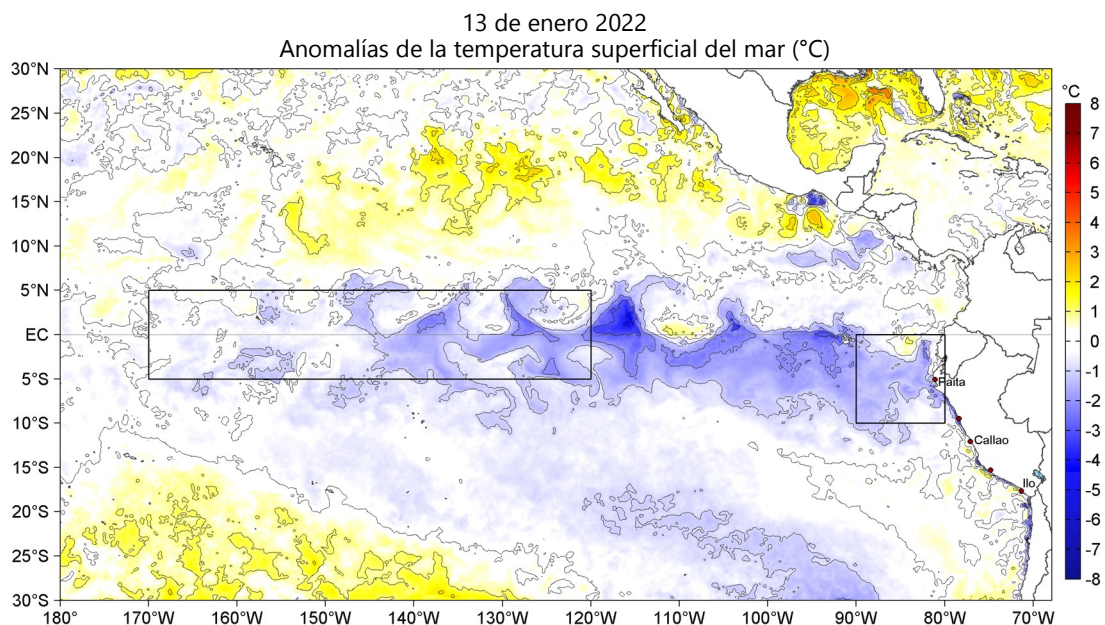 13 de enero 2022
Anomalías de la temperatura superficial del mar (°C)
30°N
25°N
20°N
15°N
10°N
5°N
EC
5°S
10°S
15°S
20°S
25°S
30°S
180
170°W
160°W
150°W
140°W
130°W
120°W
110°W
100°W
90°W
80°W
70°W
Paita
Callao
Ilo
°C
8
7
6
5
4
3
2
1
0
-1
-2
-3
-4
-5
-6
-7
-8